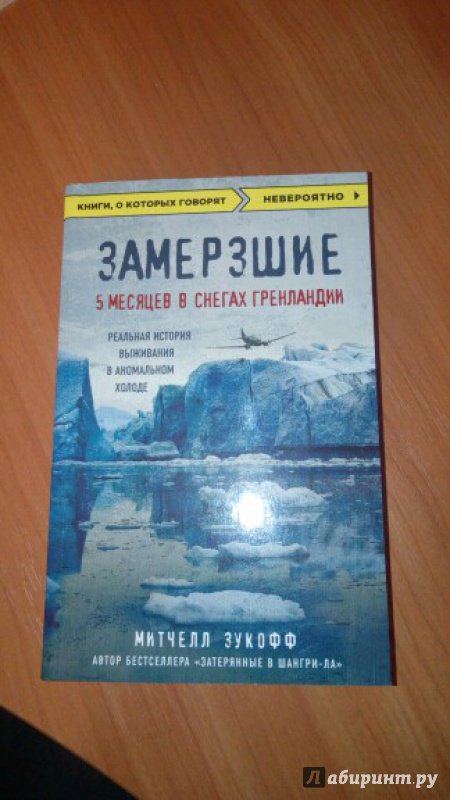 КНИГИ, О КОТОРЫХ ГОВОРЯТ НЕВЕРОЯТНО
ЗАМЕРЗШИЕ
5 МЕСЯЦЕВ В СНЕГАХ ГРЕНЛАНДИИ
РЕАЛЬНАЯ ИСТОРИЯ
ВЫЖИВАНИЯ
В АНОМАЛЬНОМ
ХОЛОДЕ
МИТЧЕЛЛ ЗУКОФФ
АВТОР БЕСТСЕЛЛЕРА «ЗАТЕРЯННЫЕ В ШАНГРИ-ЛА»
Лабиринт.ру